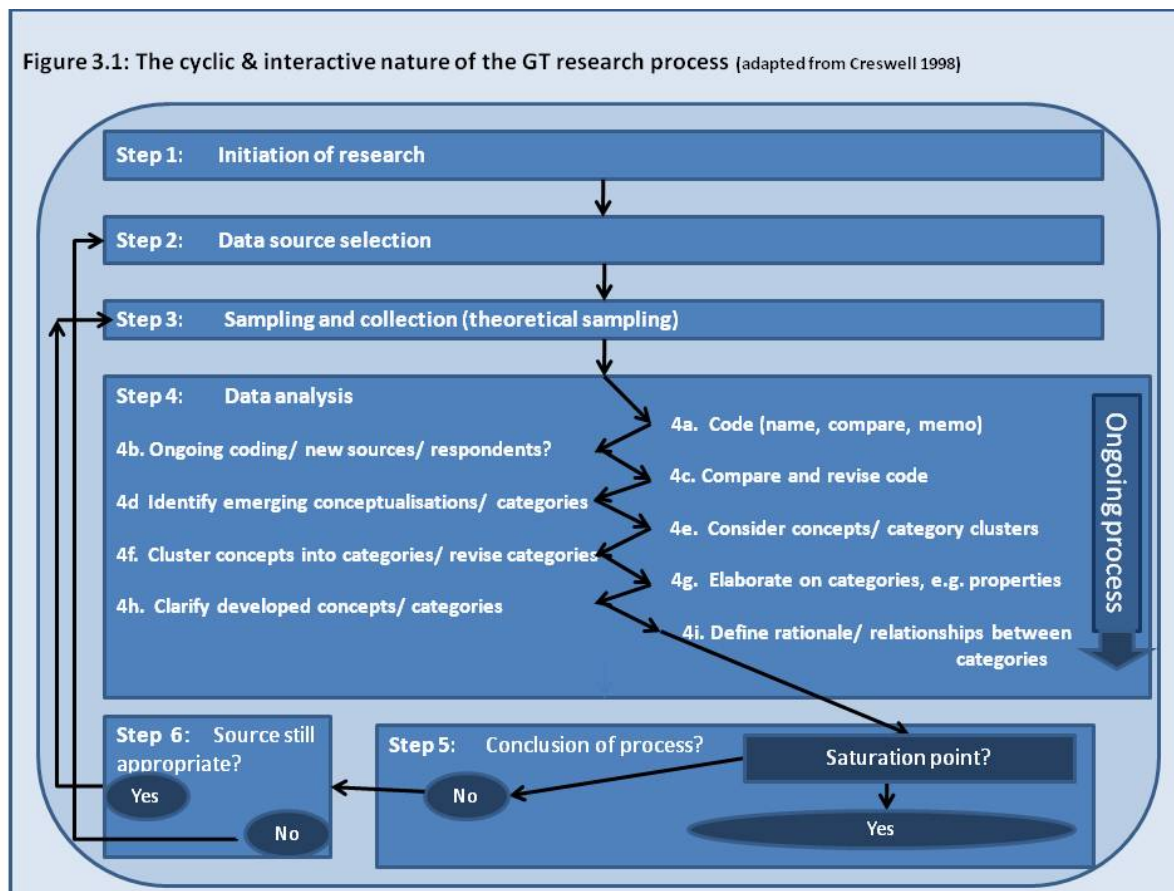 Figure 3.1: The cyclic & interactive nature of the GT research process (adapted from Creswell 1998)
Step 1: Initiation of research
Step 2: Data source selection
Step 3: Sampling and collection (theoretical sampling)
Step 4: Data analysis
4a. Code (name, compare, memo)
4b. Ongoing coding/ new sources/ respondents?
4c. Compare and revise code
4d Identify emerging conceptualisations/ categories
4e. Consider concepts/ category clusters
4f. Cluster concepts into categories/ revise categories
4g. Elaborate on categories, e.g. properties
4h. Clarify developed concepts/ categories
4i. Define rationale/ relationships between
categories
Ongoing process
Step 5: Conclusion of process?
Saturation point?
No
Yes
Step 6: Source still
appropriate?
Yes
No